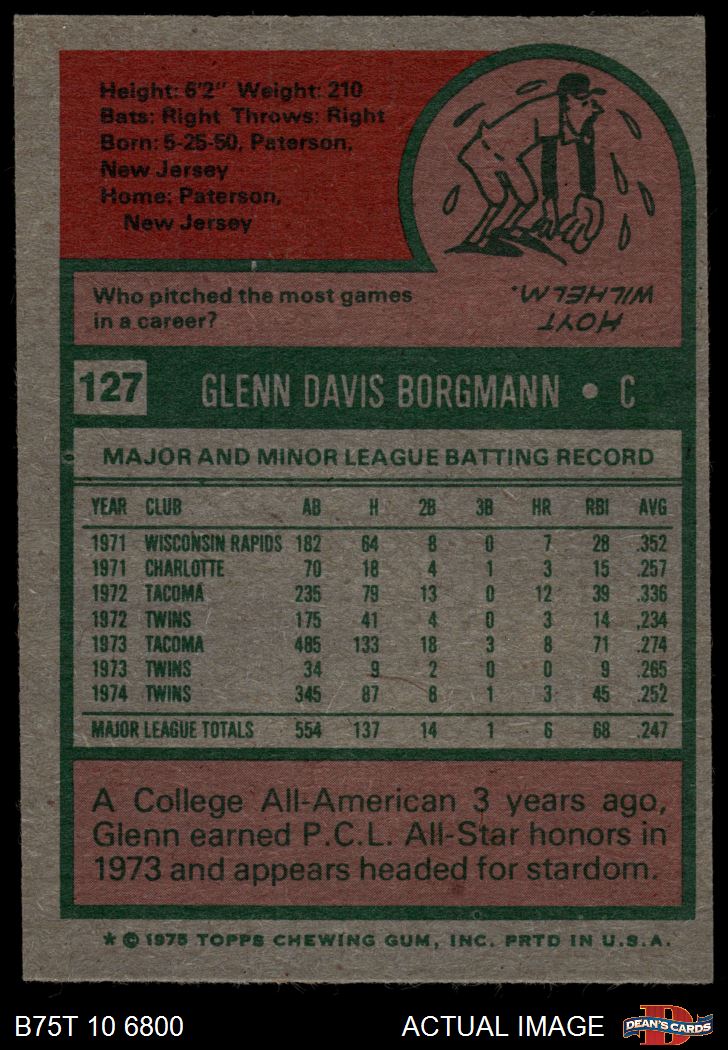 Height: 6'2" Weight: 210
Bats: Right Throws: Right
Born: 5-25-50, Paterson,
New Jersey
Home: Paterson,
New Jersey
Who pitched the most games
in a career?
HOYT
WILHELM.
127 GLENN DAVIS BORGMANN • C
MAJOR AND MINOR LEAGUE BATTING RECORD
YEAR CLUB AB H 2B 3B HR RBI AVG
1971 WISCONSIN RAPIDS 182 64 8 0 7 28 .352
1971 CHARLOTTE 70 18 4 1 3 15 .257
1972 TACOMA 235 79 13 0 12 39 .336
1972 TWINS 175 41 4 0 3 14 .234
1973 TACOMA 485 133 18 3 8 71 .274
1973 TWINS 34 9 2 0 0 9 .265
1974 TWINS 345 87 8 1 3 45 .252
MAJOR LEAGUE TOTALS 554 137 14 1 6 68 .247
A College All-American 3 years ago,
Glenn earned P.C.L. All-Star honors in
1973 and appears headed for stardom.
* © 1975 TOPPS CHEWING GUM, INC. PRTD IN U.S.A.
B75T 10 6800 ACTUAL IMAGE D DEAN'S CARDS